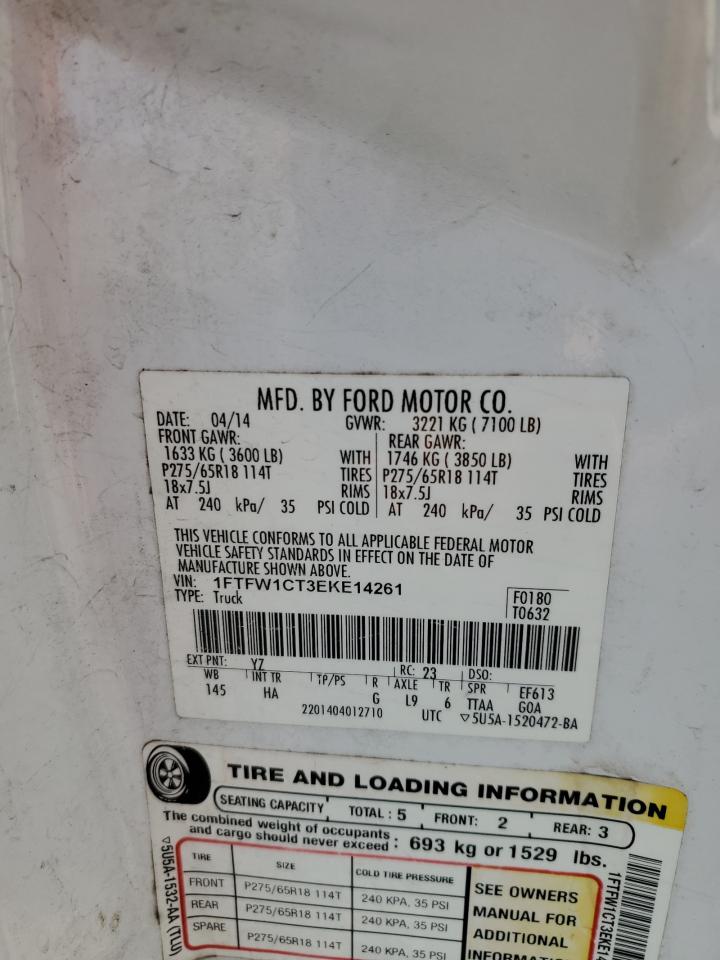 MFD. BY FORD MOTOR CO.
DATE: 04/14 GVWR: 3221 KG ( 7100 LB)
FRONT GAWR: REAR GAWR:
1633 KG ( 3600 LB) WITH 1746 KG ( 3850 LB) WITH
P275/65R18 114T TIRES P275/65R18 114T TIRES
18x7.5J RIMS 18x7.5J RIMS
AT 240 kPa/ 35 PSI COLD AT 240 kPa/ 35 PSI COLD
THIS VEHICLE CONFORMS TO ALL APPLICABLE FEDERAL MOTOR
VEHICLE SAFETY STANDARDS IN EFFECT ON THE DATE OF
MANUFACTURE SHOWN ABOVE.
VIN: 1FTFW1CT3EKE14261
TYPE: Truck
F0180
T0632
EXT PNT: YZ RC: 23 DSO:
WB INT TR TP/PS R AXLE TR SPR EF613
145 HA G L9 6 TTAA GOA
2201404012710 UTC ▽5U5A-1520472-BA
TIRE AND LOADING INFORMATION
SEATING CAPACITY TOTAL : 5 FRONT: 2 REAR: 3
The combined weight of occupants
and cargo should never exceed : 693 kg or 1529 lbs.
TIRE SIZE COLD TIRE PRESSURE
FRONT P275/65R18 114T 240 KPA, 35 PSI
REAR P275/65R18 114T 240 KPA, 35 PSI
SPARE P275/65R18 114T 240 KPA, 35 PSI
SEE OWNERS
MANUAL FOR
ADDITIONAL
▽5U5A-1532-AA (TLU)